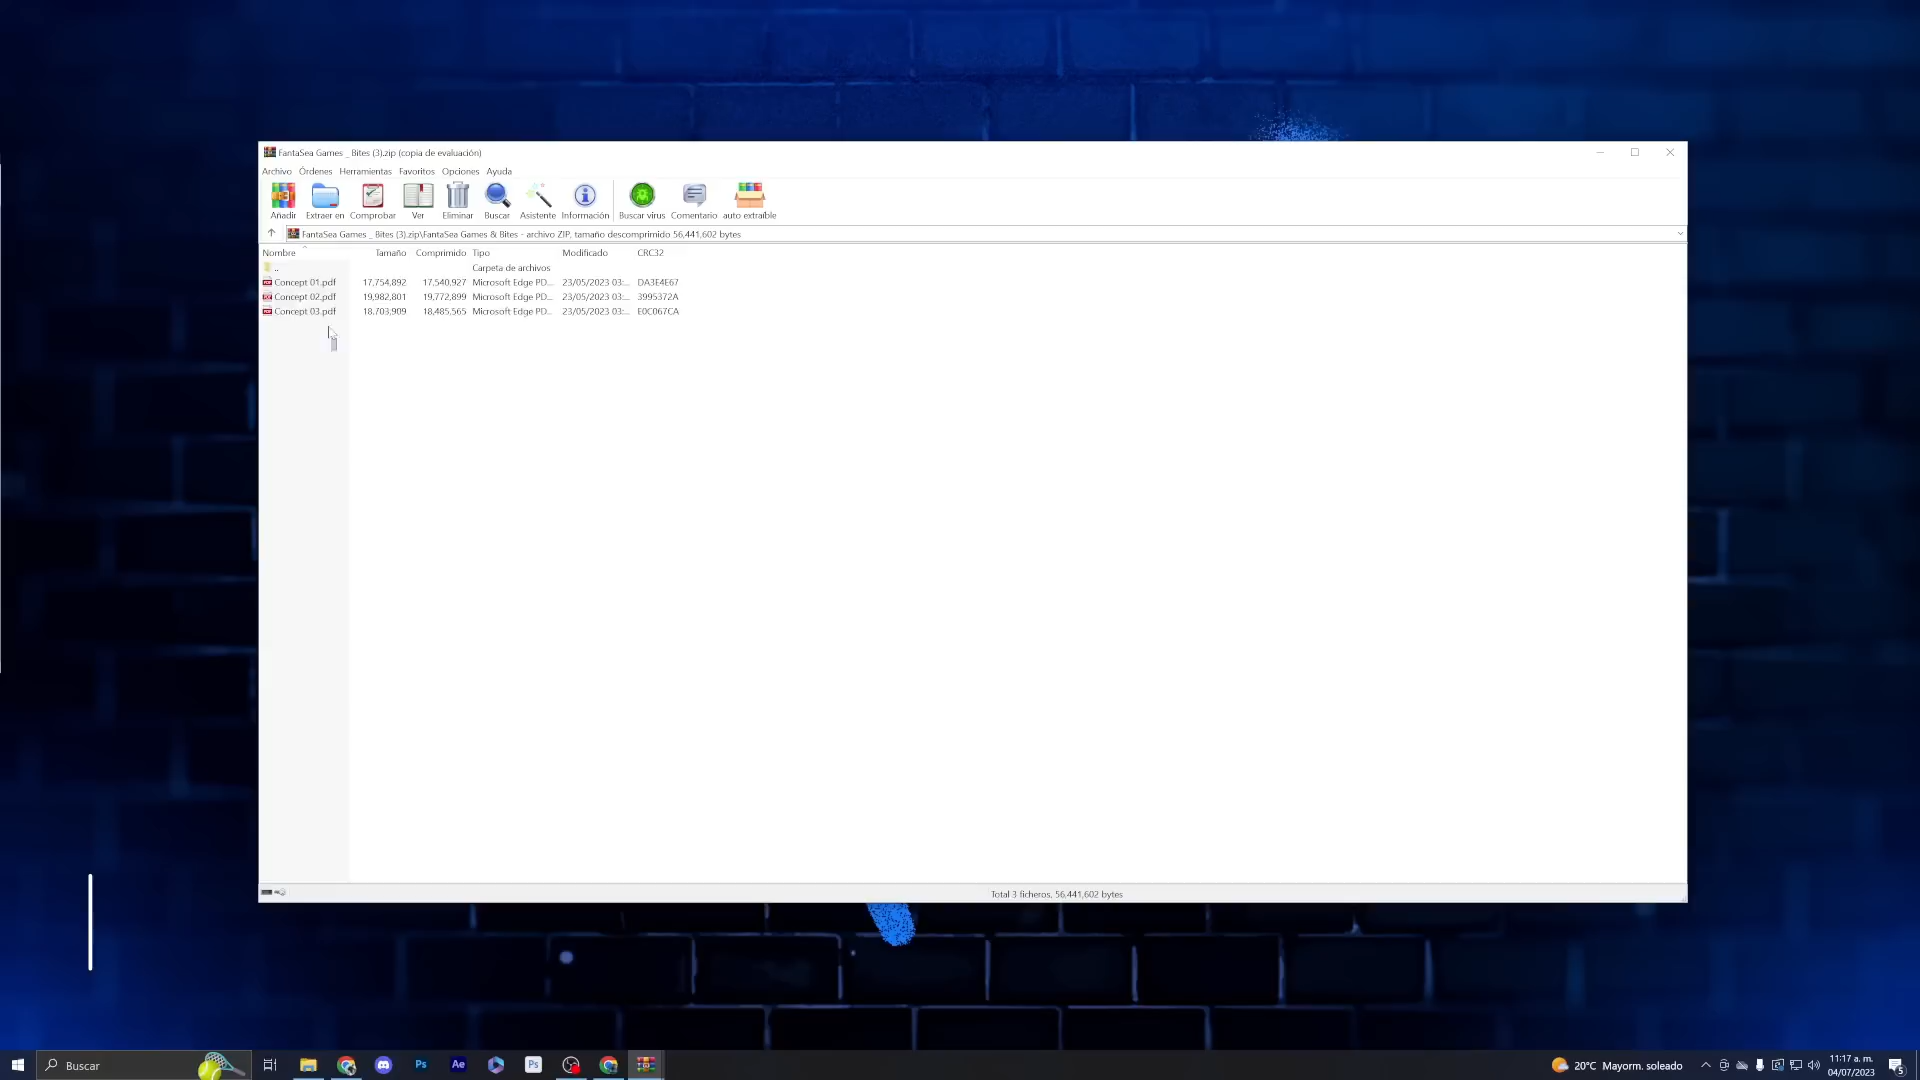 FantaSea Games _ Bites (3).zip (copia de evaluación)
Archivo Órdenes Herramientas Favoritos Opciones Ayuda
Añadir Extraer en Comprobar Ver Eliminar Buscar Asistente Información Buscar virus Comentario auto extraíble
FantaSea Games _ Bites (3).zip\FantaSea Games & Bites - archivo ZIP, tamaño descomprimido 56,441,602 bytes
Nombre Tamaño Comprimido Tipo Modificado CRC32
.. Carpeta de archivos
Concept 01.pdf 17,754,892 17,540,927 Microsoft Edge PD... 23/05/2023 03:... DA3E4E67
Concept 02.pdf 19,982,801 19,772,899 Microsoft Edge PD... 23/05/2023 03:... 3995372A
Concept 03.pdf 18,703,909 18,485,565 Microsoft Edge PD... 23/05/2023 03:... E0C067CA
Total 3 ficheros, 56,441,602 bytes
Buscar Ps Ae Ps 20°C Mayorm. soleado 11:17 a. m.
04/07/2023 5